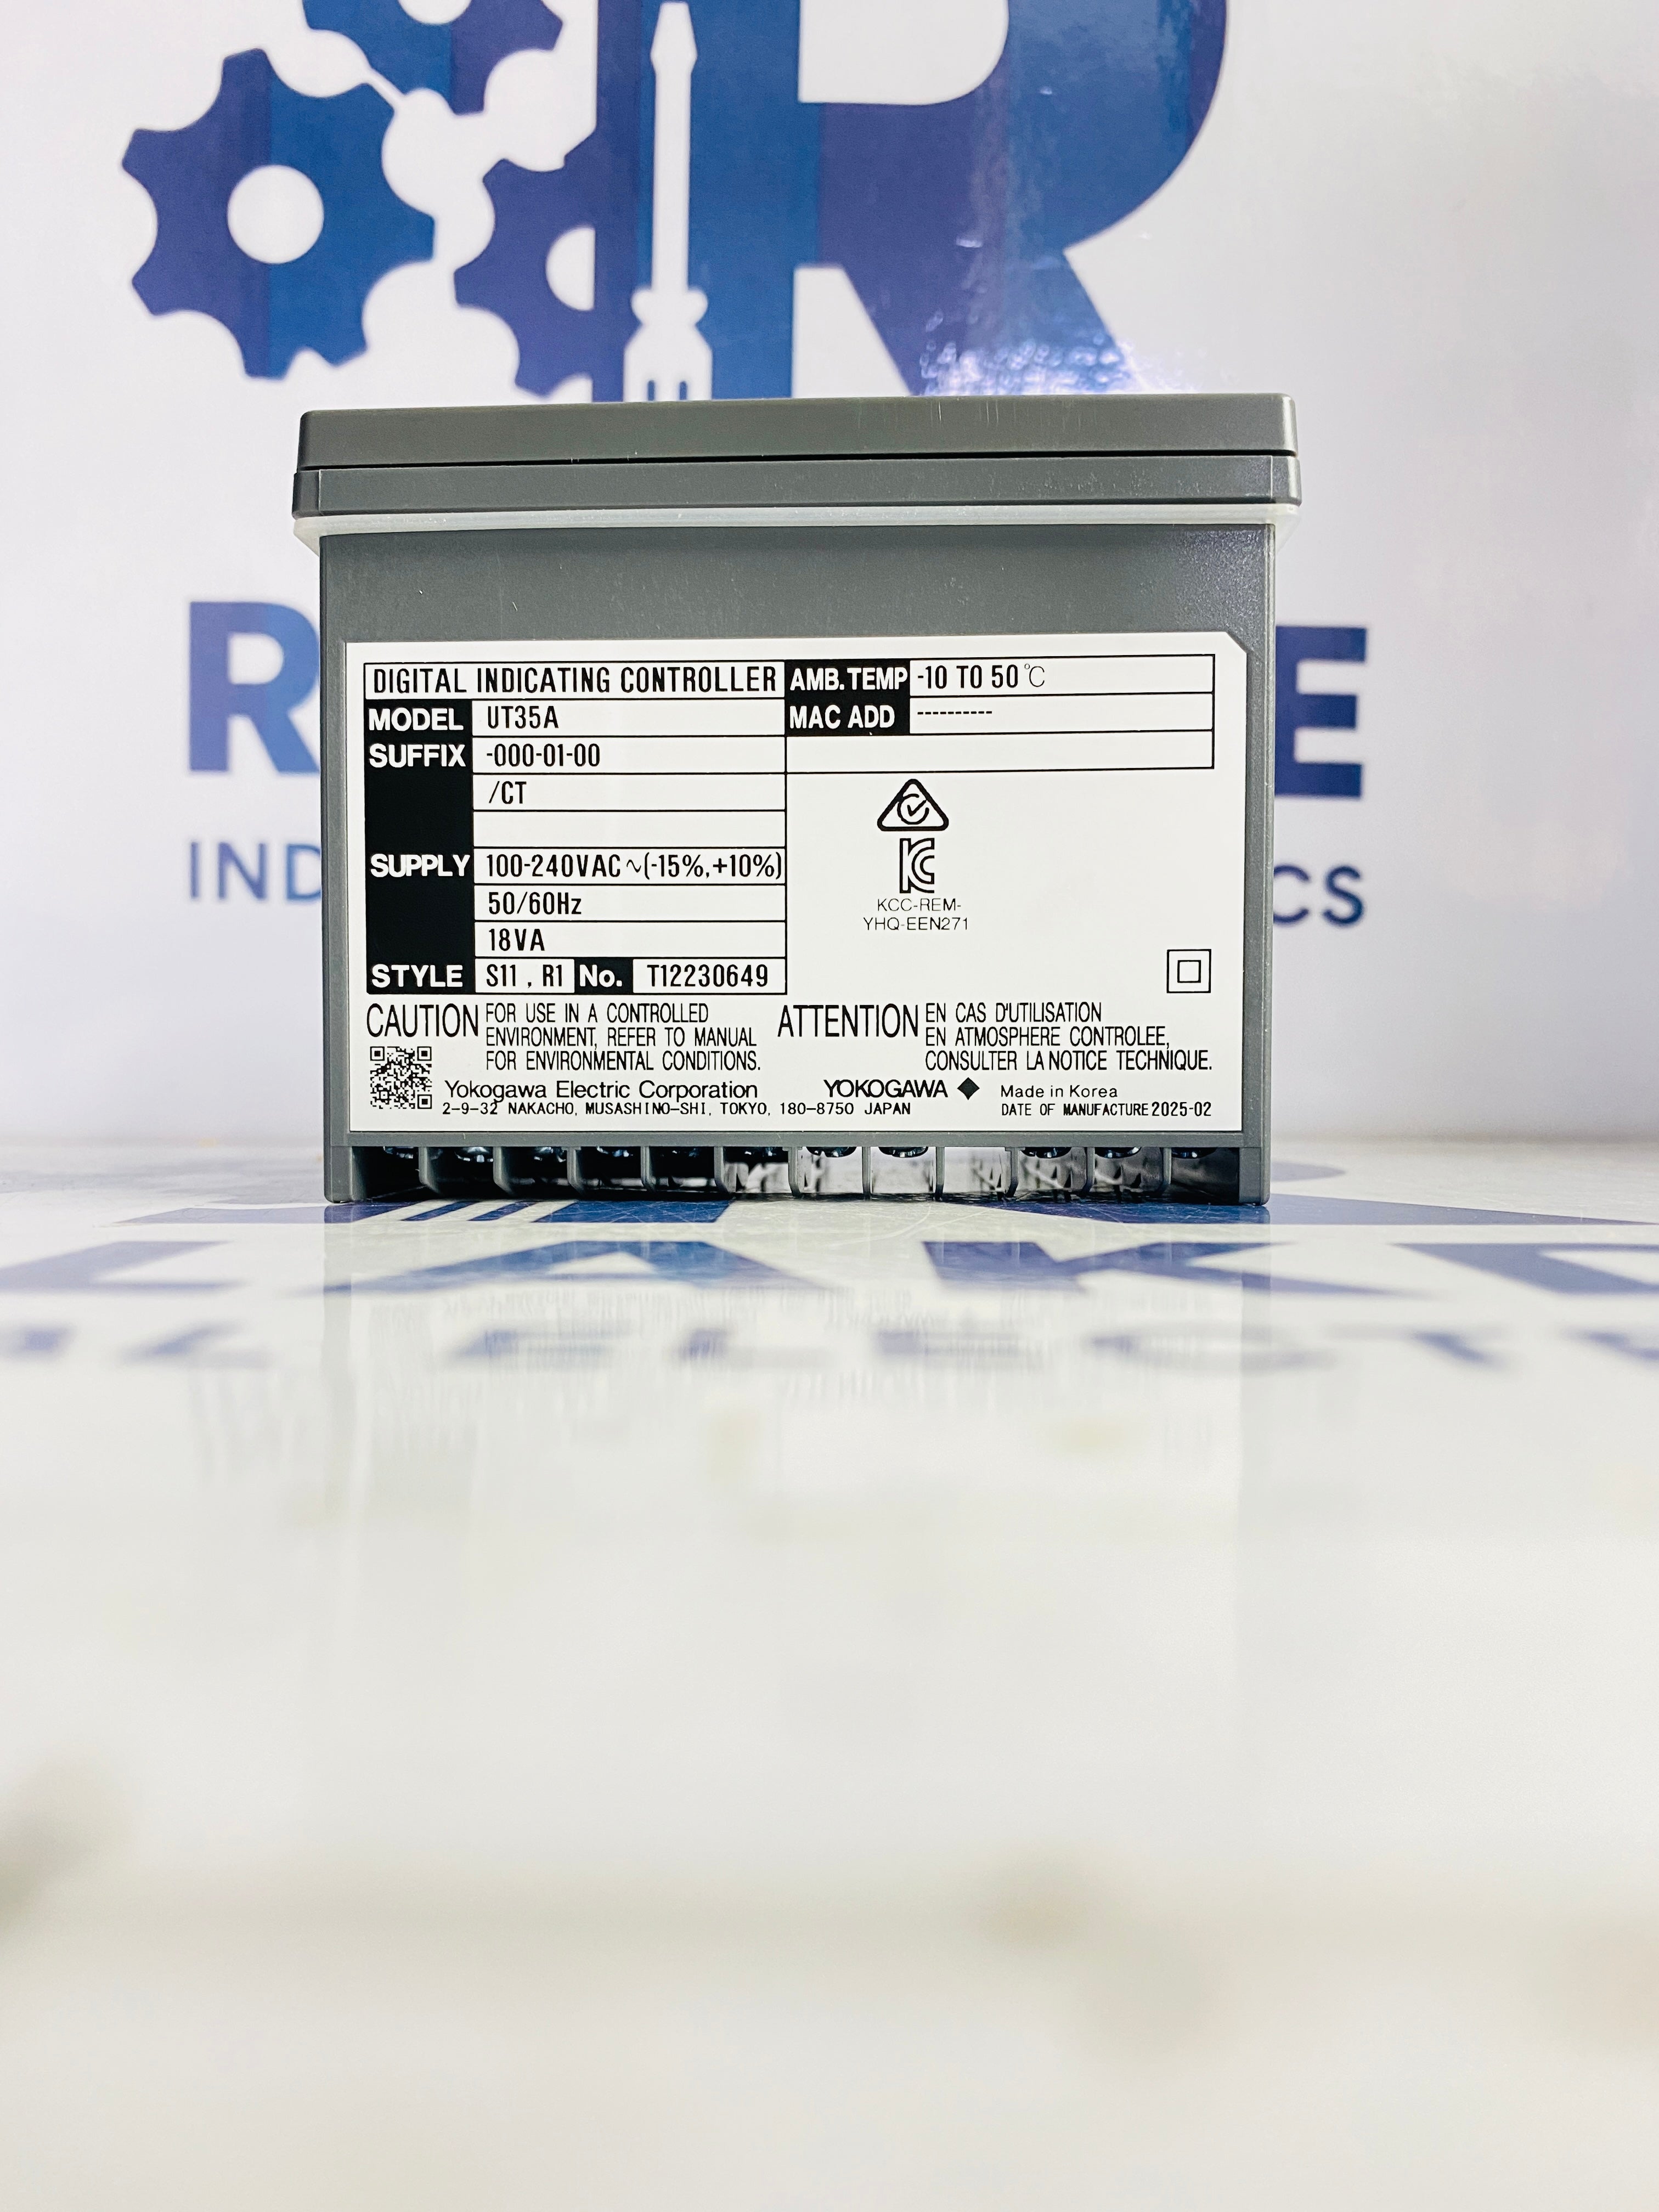 R
R E
IND CS
DIGITAL INDICATING CONTROLLER
AMB.TEMP -10 TO 50℃
MODEL UT35A
MAC ADD ----------
SUFFIX -000-01-00
/CT
SUPPLY 100-240VAC ~(-15%,+10%)
50/60Hz
18VA
STYLE S11 , R1 No. T12230649
KC
KCC-REM-
YHQ-EEN271
CAUTION FOR USE IN A CONTROLLED
ENVIRONMENT, REFER TO MANUAL
FOR ENVIRONMENTAL CONDITIONS.
ATTENTION EN CAS D'UTILISATION
EN ATMOSPHERE CONTROLEE,
CONSULTER LA NOTICE TECHNIQUE.
Yokogawa Electric Corporation
2-9-32 NAKACHO, MUSASHINO-SHI, TOKYO, 180-8750 JAPAN
YOKOGAWA ◆
Made in Korea
DATE OF MANUFACTURE 2025-02